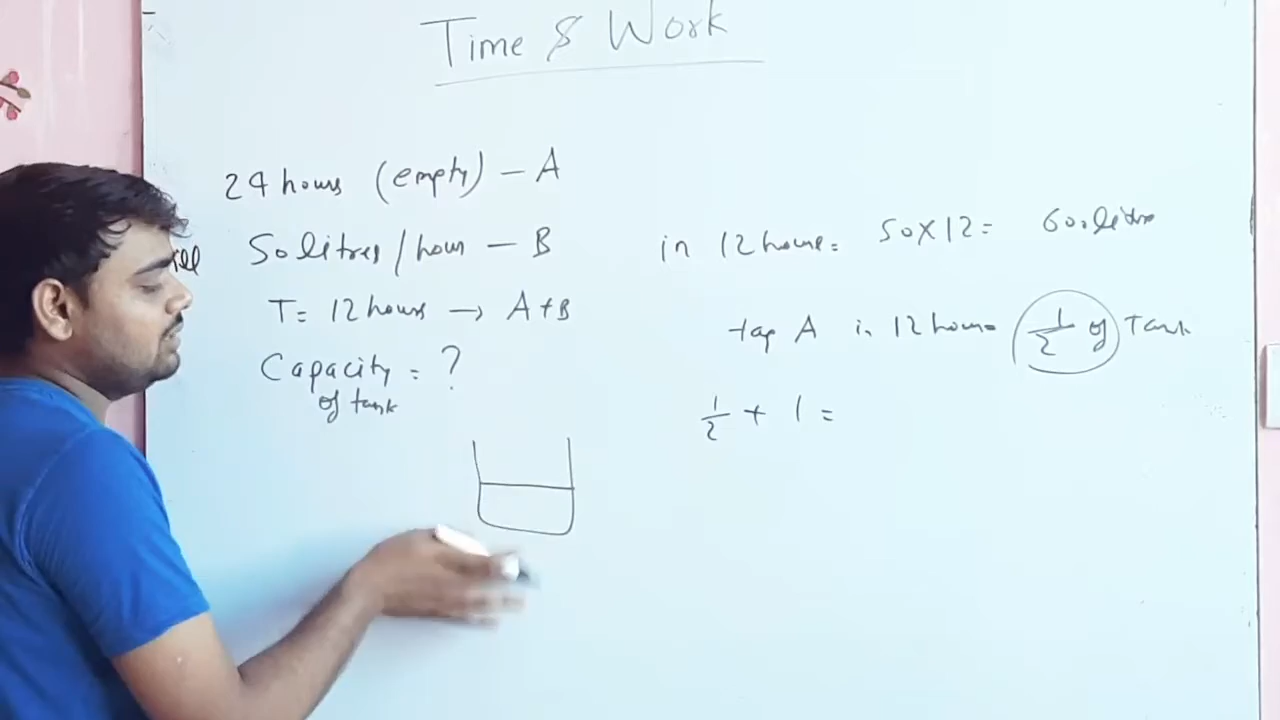 Time & Work
24 hours (empty) - A
50 litres / hour - B
T = 12 hours → A+B
Capacity = ?
of tank
in 12 hours = 50 X 12 = 600 litre
tap A in 12 hours 1/2 of Tank
1/2 + 1 =